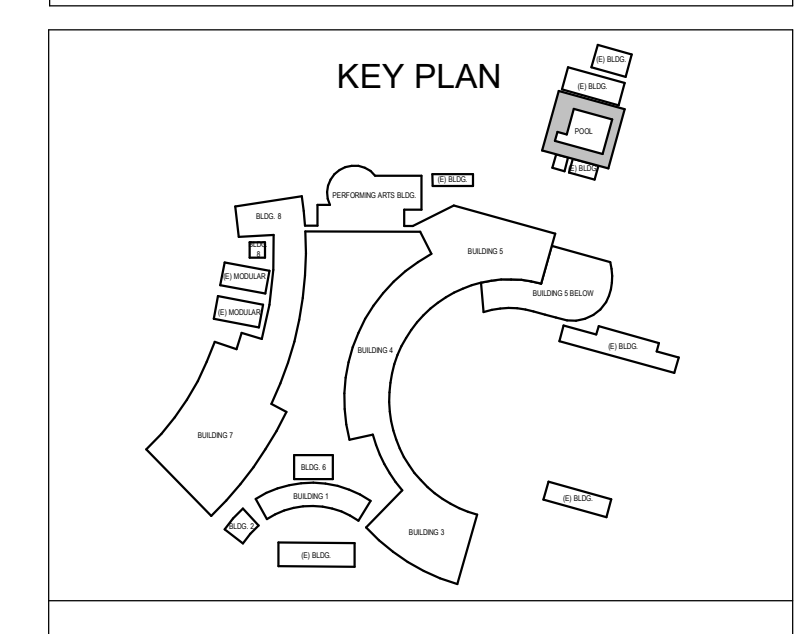 KEY PLAN
(E) BLDG.
(E) BLDG.
POOL
(E) BLDG.
(E) BLDG.
PERFORMING ARTS BLDG.
BLDG. 8
BLDG.
8
(E) MODULAR
(E) MODULAR
BUILDING 5
BUILDING 5 BELOW
(E) BLDG.
BUILDING 4
BUILDING 7
BLDG. 6
BUILDING 1
BLDG. 2
(E) BLDG.
BUILDING 3
(E) BLDG.